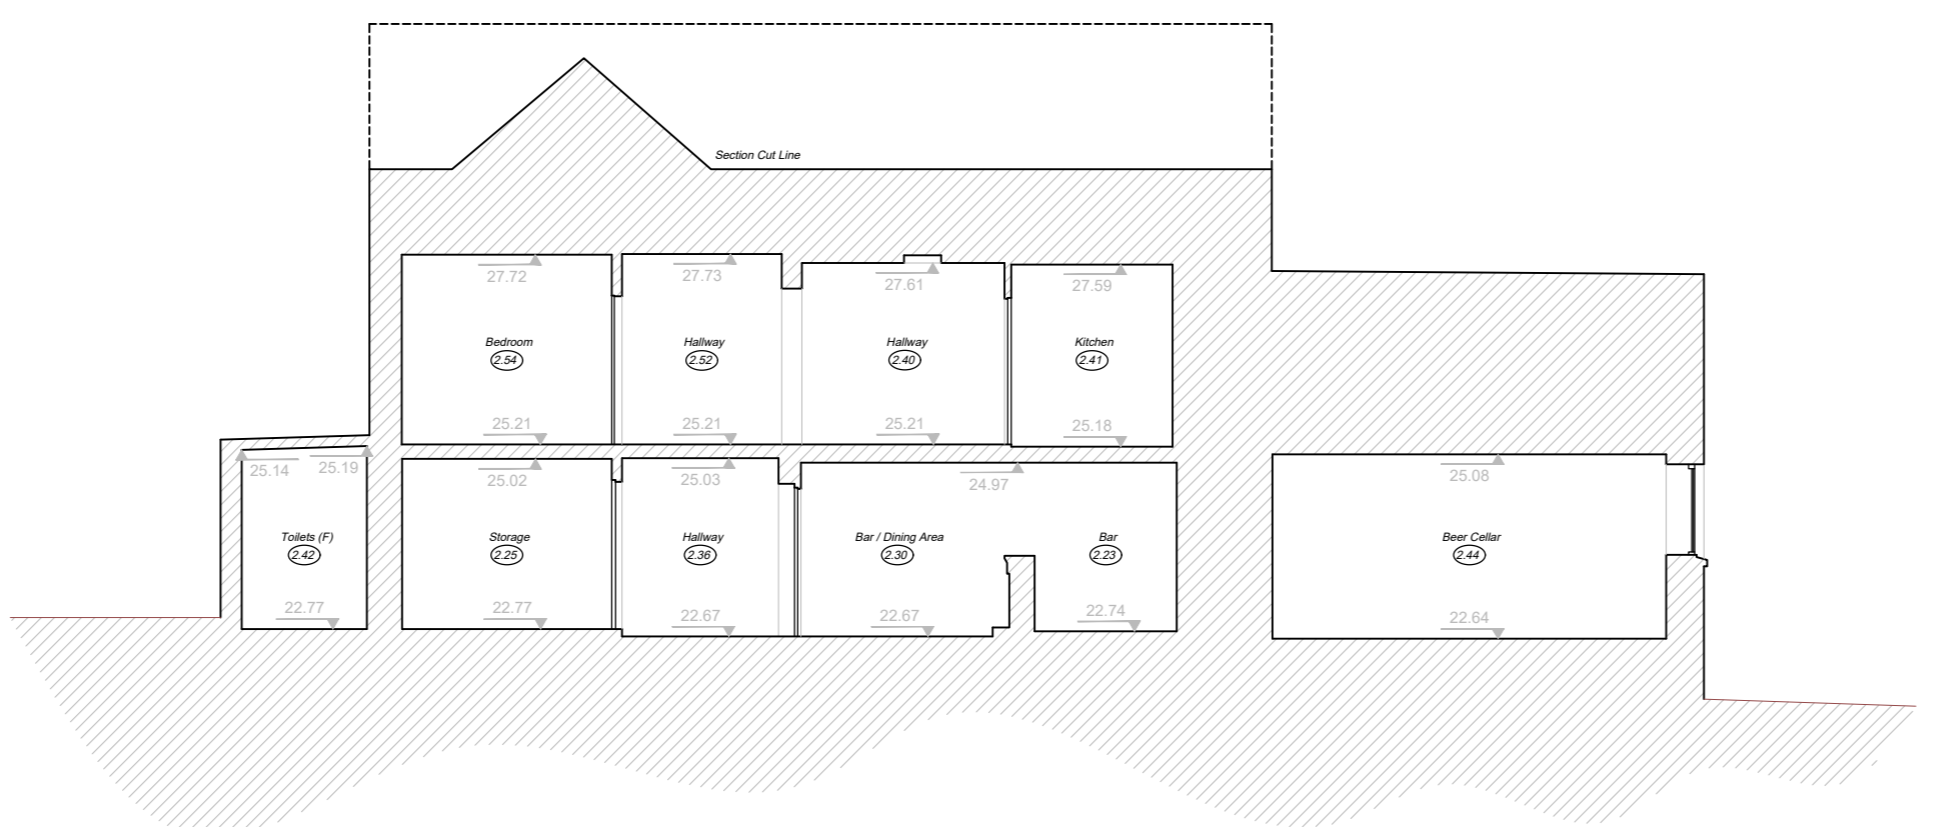 Section Cut Line
27.72
27.73
27.61
27.59
Bedroom
2.54
Hallway
2.52
Hallway
2.40
Kitchen
2.41
25.21
25.21
25.21
25.18
25.14
25.19
25.02
25.03
24.97
25.08
Toilets (F)
2.42
Storage
2.25
Hallway
2.36
Bar / Dining Area
2.30
Bar
2.23
Beer Cellar
2.44
22.77
22.77
22.67
22.67
22.74
22.64